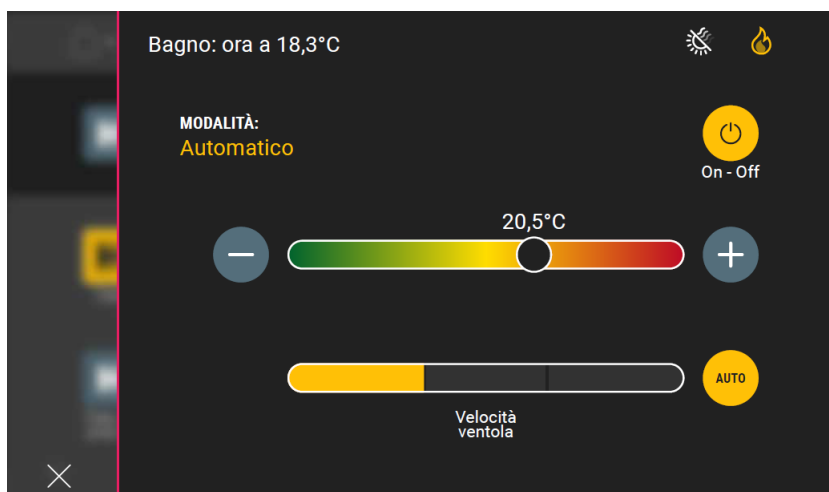 Bagno: ora a 18,3°C
MODALITÀ:
Automatico
On - Off
20,5°C
AUTO
Velocità
ventola